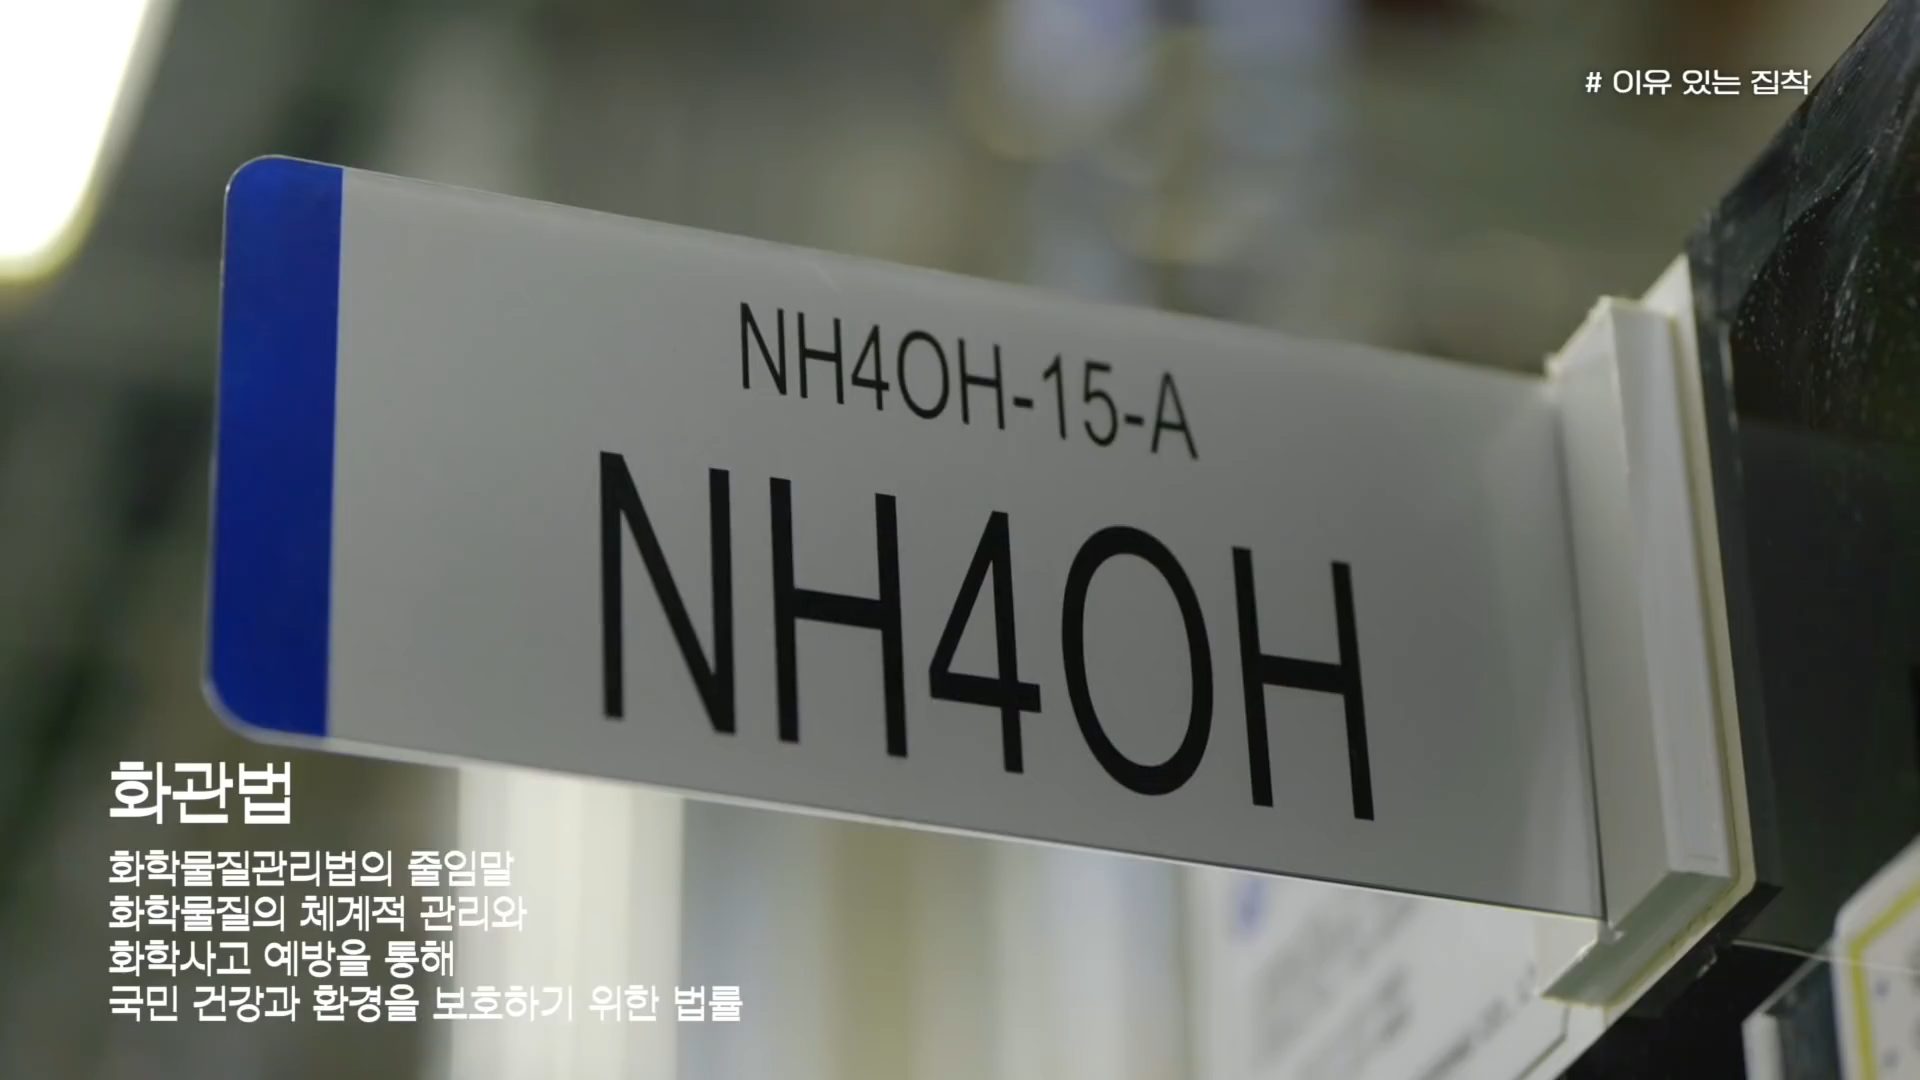 # 이유 있는 집착
NH4OH-15-A
NH4OH
화관법
화학물질관리법의 줄임말
화학물질의 체계적 관리와
화학사고 예방을 통해
국민 건강과 환경을 보호하기 위한 법률